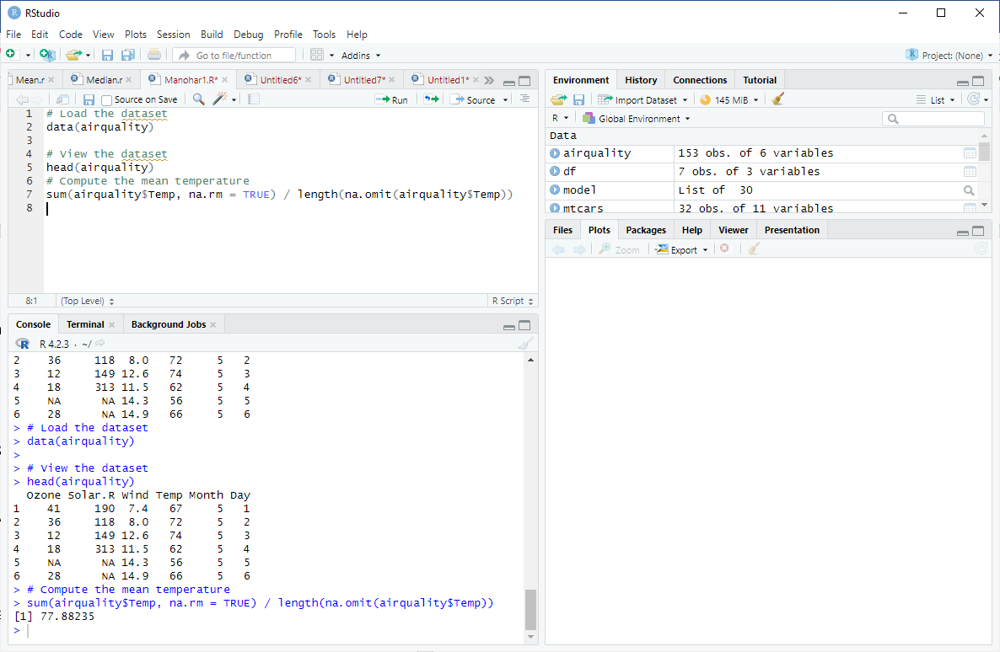 RStudio
File Edit Code View Plots Session Build Debug Profile Tools Help
Go to file/function Addins Project: (None)
Mean.r Median.r Manohar1.R* Untitled6* Untitled7* Untitled1*
Source on Save Run Source
1 # Load the dataset
2 data(airquality)
3
4 # View the dataset
5 head(airquality)
6 # Compute the mean temperature
7 sum(airquality$Temp, na.rm = TRUE) / length(na.omit(airquality$Temp))
8
8:1 (Top Level) R Script
Console Terminal Background Jobs
R 4.2.3 · ~/
2 36 118 8.0 72 5 2
3 12 149 12.6 74 5 3
4 18 313 11.5 62 5 4
5 NA NA 14.3 56 5 5
6 28 NA 14.9 66 5 6
> # Load the dataset
> data(airquality)
>
> # View the dataset
> head(airquality)
Ozone Solar.R Wind Temp Month Day
1 41 190 7.4 67 5 1
2 36 118 8.0 72 5 2
3 12 149 12.6 74 5 3
4 18 313 11.5 62 5 4
5 NA NA 14.3 56 5 5
6 28 NA 14.9 66 5 6
> # Compute the mean temperature
> sum(airquality$Temp, na.rm = TRUE) / length(na.omit(airquality$Temp))
[1] 77.88235
>
Environment History Connections Tutorial
Import Dataset 145 MiB List
R Global Environment
Data
airquality 153 obs. of 6 variables
df 7 obs. of 3 variables
model List of 30
mtcars 32 obs. of 11 variables
Files Plots Packages Help Viewer Presentation
Zoom Export